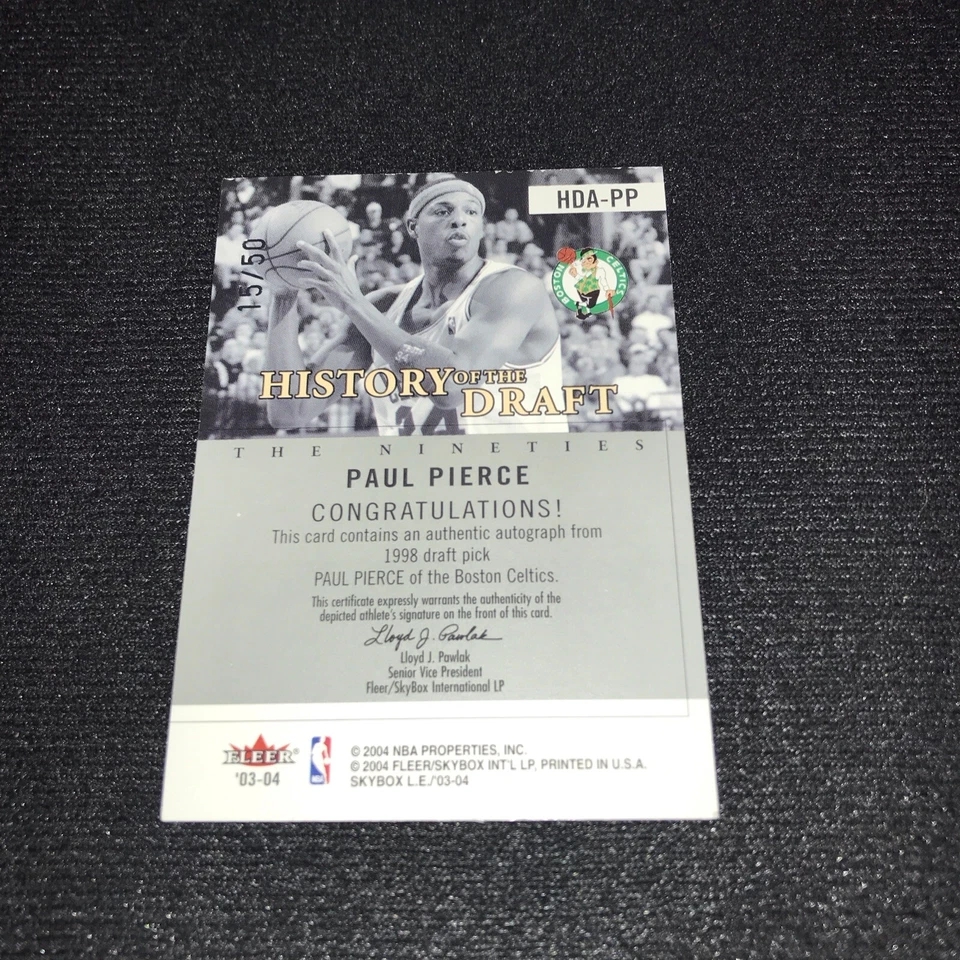 HDA-PP
15/50
BOSTON CELTICS
HISTORY OF THE DRAFT
THE NINETIES
PAUL PIERCE
CONGRATULATIONS!
This card contains an authentic autograph from
1998 draft pick
PAUL PIERCE of the Boston Celtics.
This certificate expressly warrants the authenticity of the
depicted athlete's signature on the front of this card.
Lloyd J. Pawlak
Lloyd J. Pawlak
Senior Vice President
Fleer/SkyBox International LP
FLEER®
'03-04
NBA
© 2004 NBA PROPERTIES, INC.
© 2004 FLEER/SKYBOX INT'L LP, PRINTED IN U.S.A.
SKYBOX L.E./'03-04